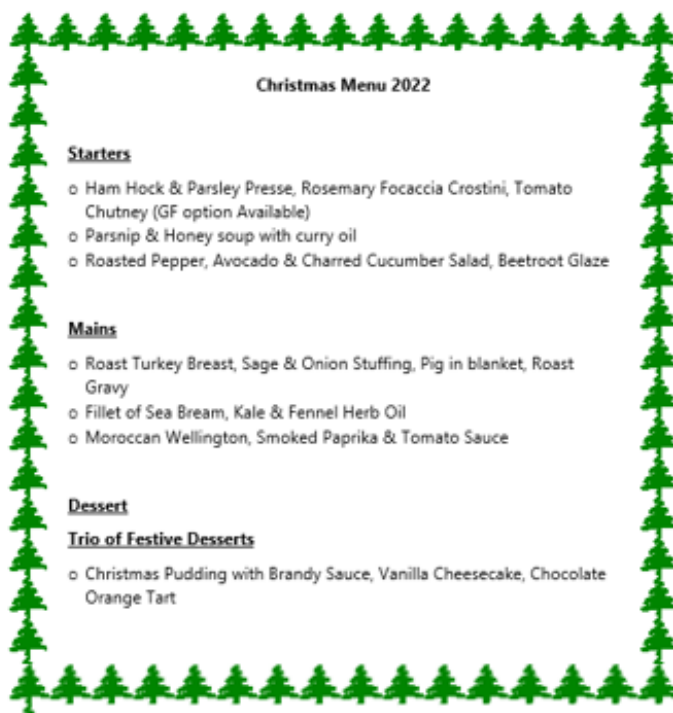 Christmas Menu 2022
Starters
o Ham Hock & Parsley Presse, Rosemary Focaccia Crostini, Tomato
Chutney (GF option Available)
o Parsnip & Honey soup with curry oil
o Roasted Pepper, Avocado & Charred Cucumber Salad, Beetroot Glaze
Mains
o Roast Turkey Breast, Sage & Onion Stuffing, Pig in blanket, Roast
Gravy
o Fillet of Sea Bream, Kale & Fennel Herb Oil
o Moroccan Wellington, Smoked Paprika & Tomato Sauce
Dessert
Trio of Festive Desserts
o Christmas Pudding with Brandy Sauce, Vanilla Cheesecake, Chocolate
Orange Tart